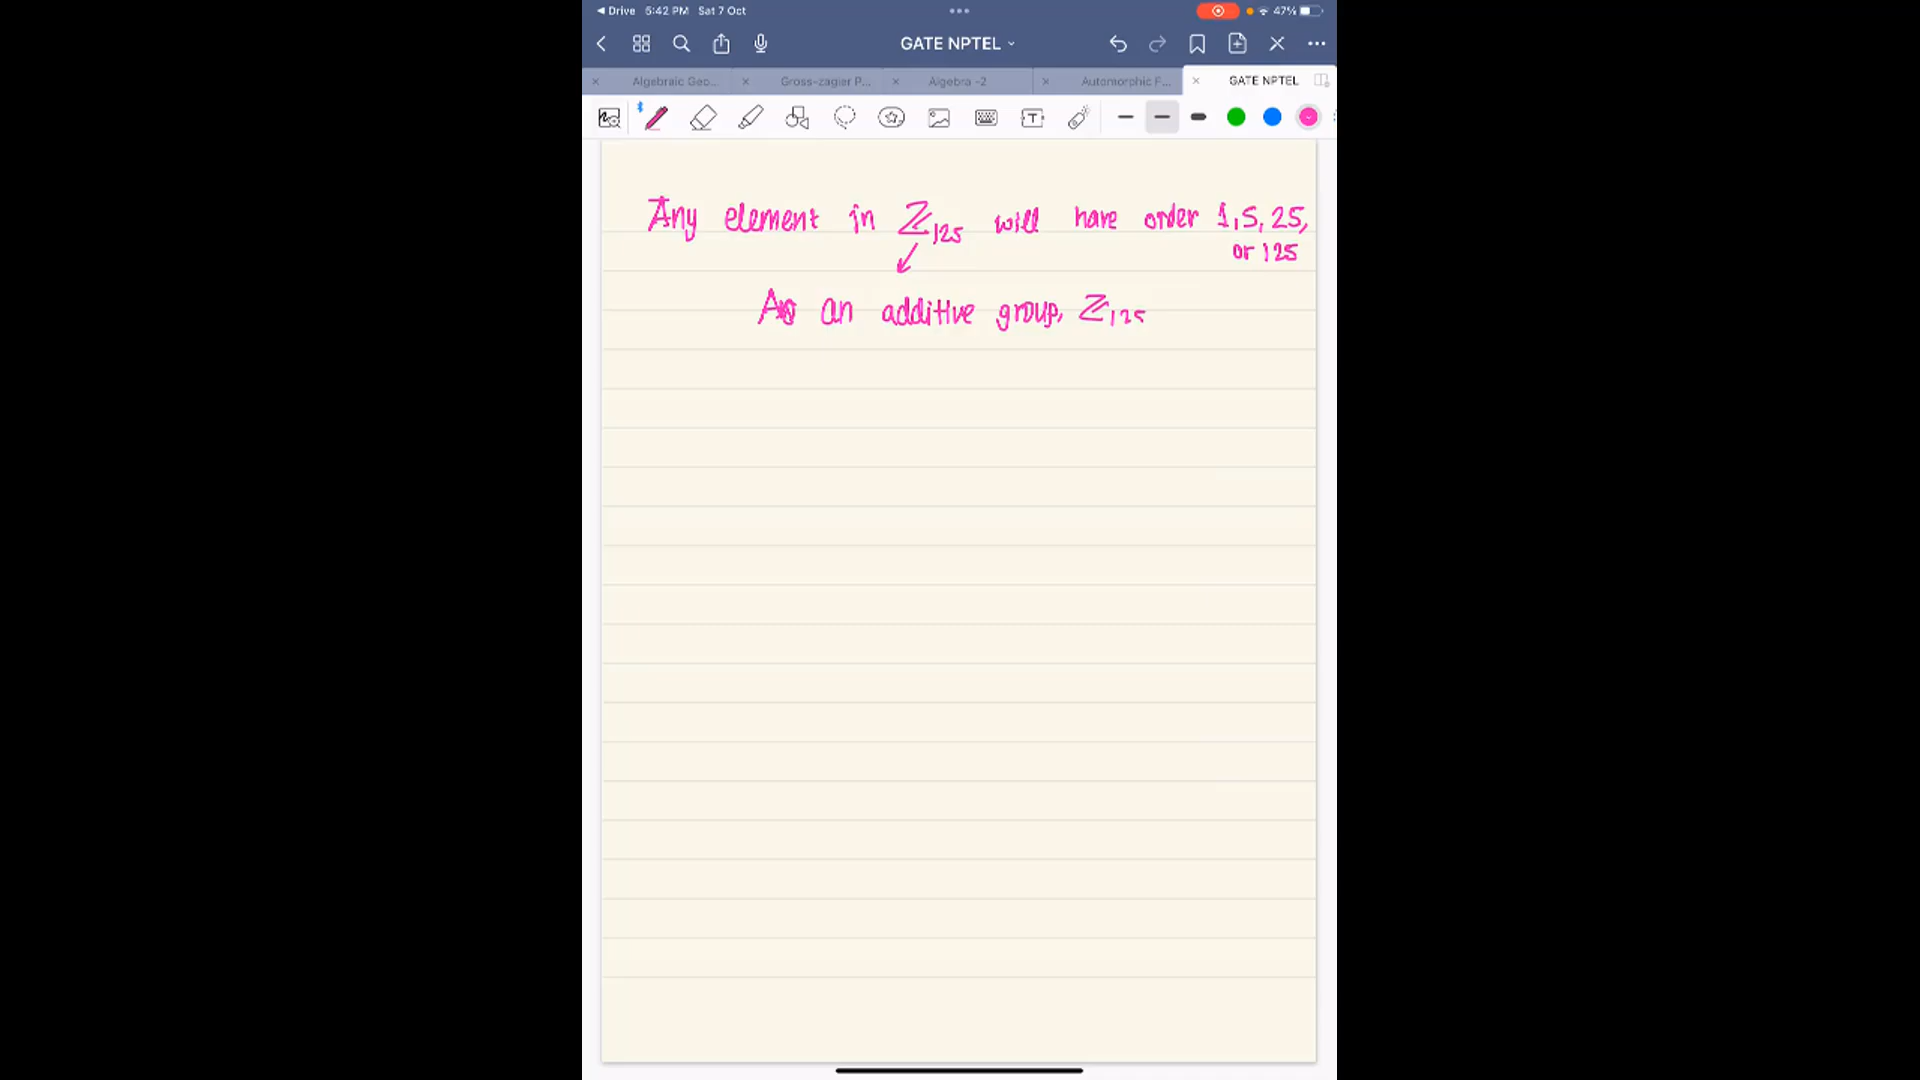 Drive 5:42 PM Sat 7 Oct 47%
GATE NPTEL
Algebraic Geo... Gross-zagier P... Algebra -2 Automorphic F... GATE NPTEL
Any element in ℤ₁₂₅ will have order 1, 5, 25,
or 125
As an additive group, ℤ₁₂₅